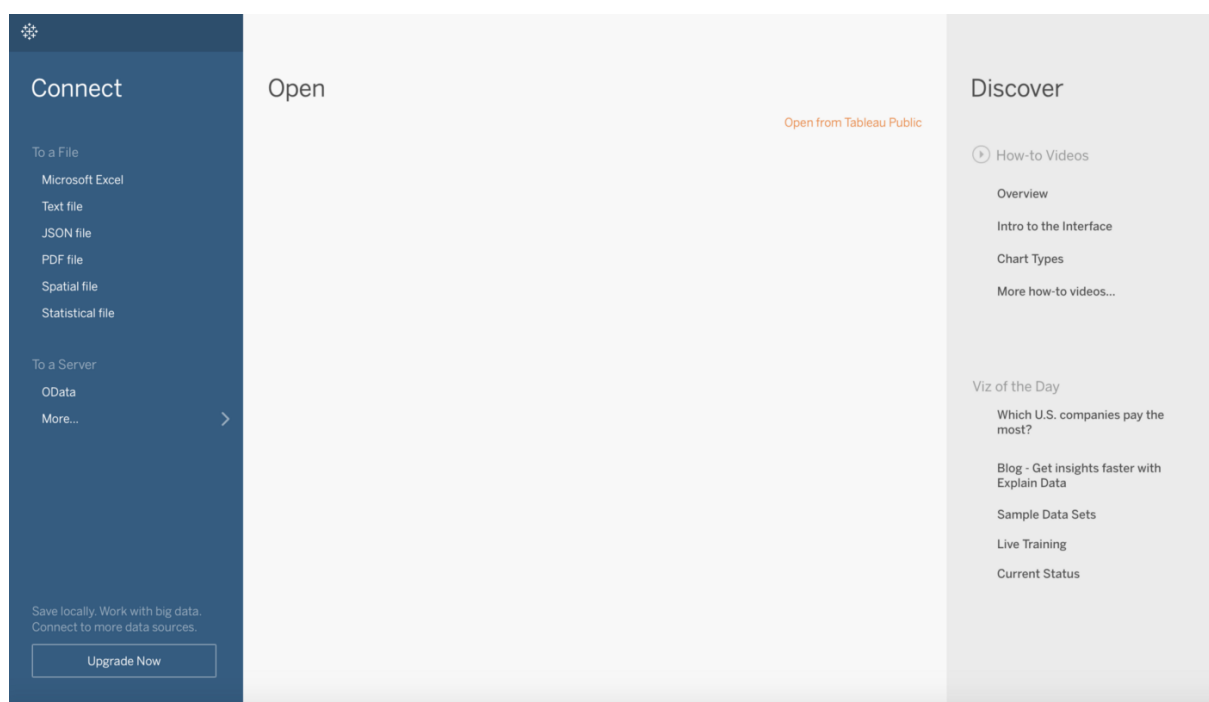 Connect
To a File
Microsoft Excel
Text file
JSON file
PDF file
Spatial file
Statistical file
To a Server
OData
More...
Save locally. Work with big data.
Connect to more data sources.
Upgrade Now
Open
Open from Tableau Public
Discover
How-to Videos
Overview
Intro to the Interface
Chart Types
More how-to videos...
Viz of the Day
Which U.S. companies pay the
most?
Blog - Get insights faster with
Explain Data
Sample Data Sets
Live Training
Current Status